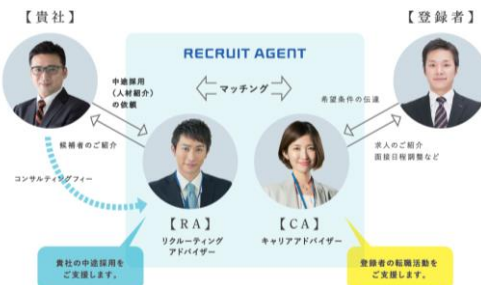 【貴社】
【登録者】
RECRUIT AGENT
中途採用
（人材紹介）
の依頼
マッチング
希望条件の伝達
候補者のご紹介
求人のご紹介
面接日程調整など
コンサルティングフィー
【RA】
リクルーティング
アドバイザー
【CA】
キャリアアドバイザー
貴社の中途採用を
ご支援します。
登録者の転職活動を
ご支援します。